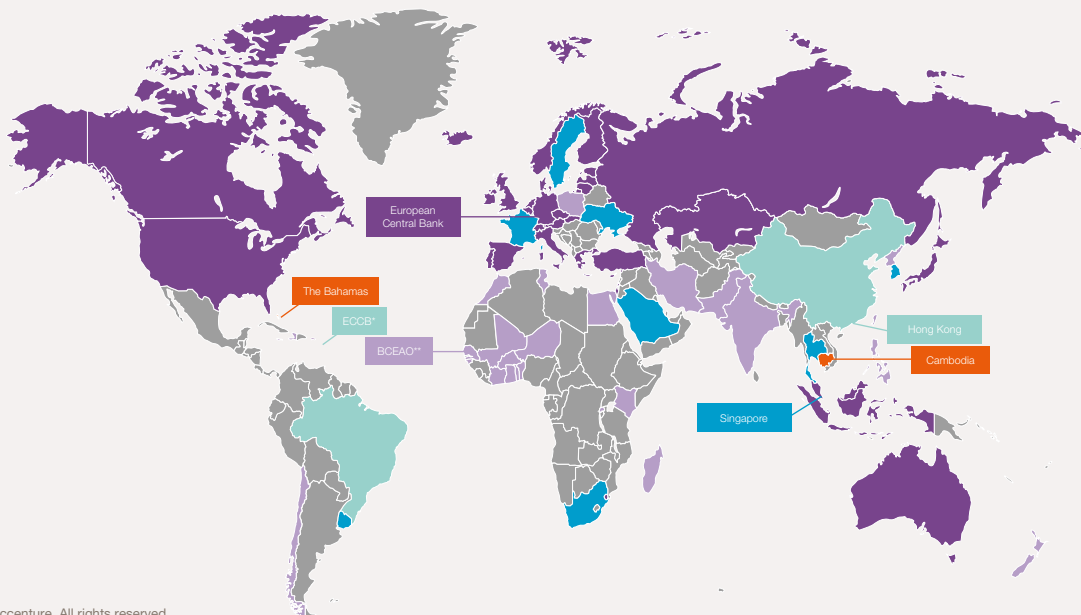 European
Central Bank
The Bahamas
ECCB*
BCEAO**
Hong Kong
Cambodia
Singapore
ccenture. All rights reserved.